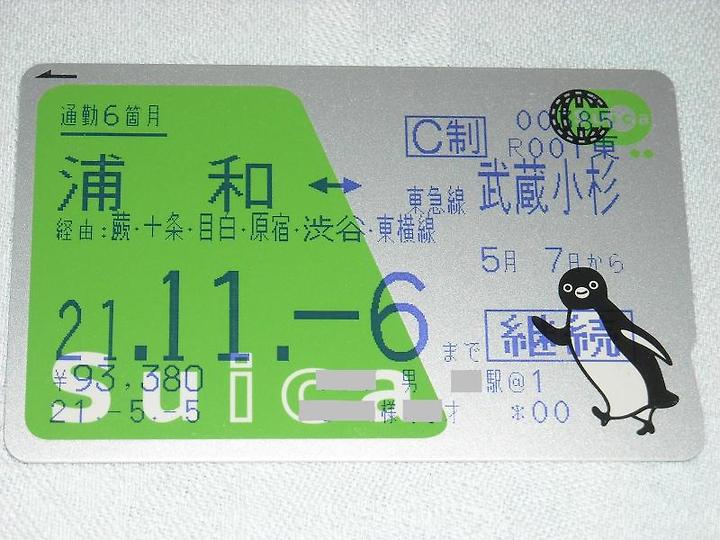 通勤6箇月
C制 00385
R001東
浦 和 ↔ 東急線 武蔵小杉
経由:蕨・十条・目白・原宿・渋谷・東横線
5月 7月から
21.11.-6 まで 継続
¥93,380 男 駅@1
21.-5.-5 様 才 *00
suica